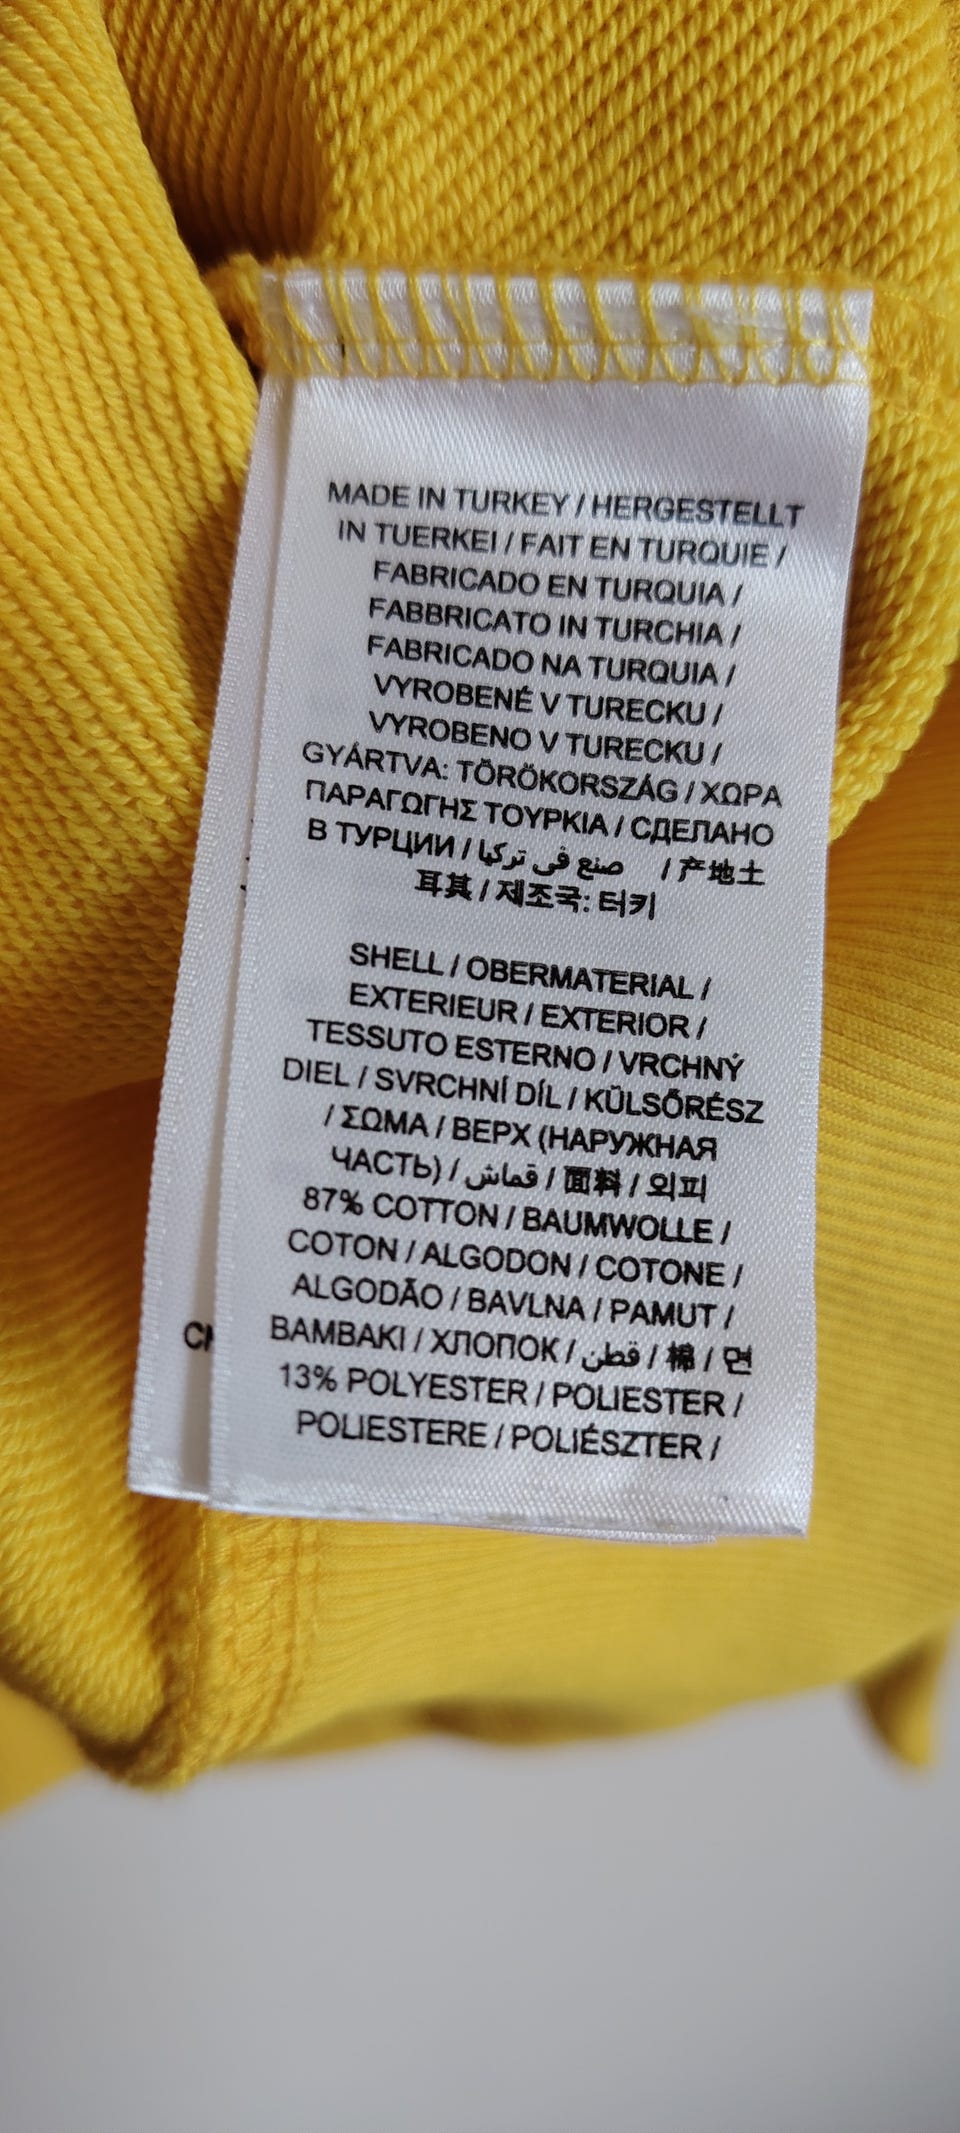 MADE IN TURKEY / HERGESTELLT
IN TUERKEI / FAIT EN TURQUIE /
FABRICADO EN TURQUIA /
FABBRICATO IN TURCHIA /
FABRICADO NA TURQUIA /
VYROBENÉ V TURECKU /
VYROBENO V TURECKU /
GYÁRTVA: TÖRÖKORSZÁG / ΧΩΡΑ
ΠΑΡΑΓΩΓΗΣ ΤΟΥΡΚΙΑ / СДЕЛАНО
В ТУРЦИИ / صنع في تركيا / 产地土
耳其 / 제조국: 터키
SHELL / OBERMATERIAL /
EXTERIEUR / EXTERIOR /
TESSUTO ESTERNO / VRCHNÝ
DIEL / SVRCHNÍ DÍL / KÜLSŐRÉSZ
/ ΣΩΜΑ / ВЕРХ (НАРУЖНАЯ
ЧАСТЬ) / قماش / 面料 / 외피
87% COTTON / BAUMWOLLE /
COTON / ALGODON / COTONE /
ALGODÃO / BAVLNA / PAMUT /
BAMBAKI / ХЛОПОК / قطن / 棉 / 면
13% POLYESTER / POLIESTER /
POLIESTERE / POLIÉSZTER /